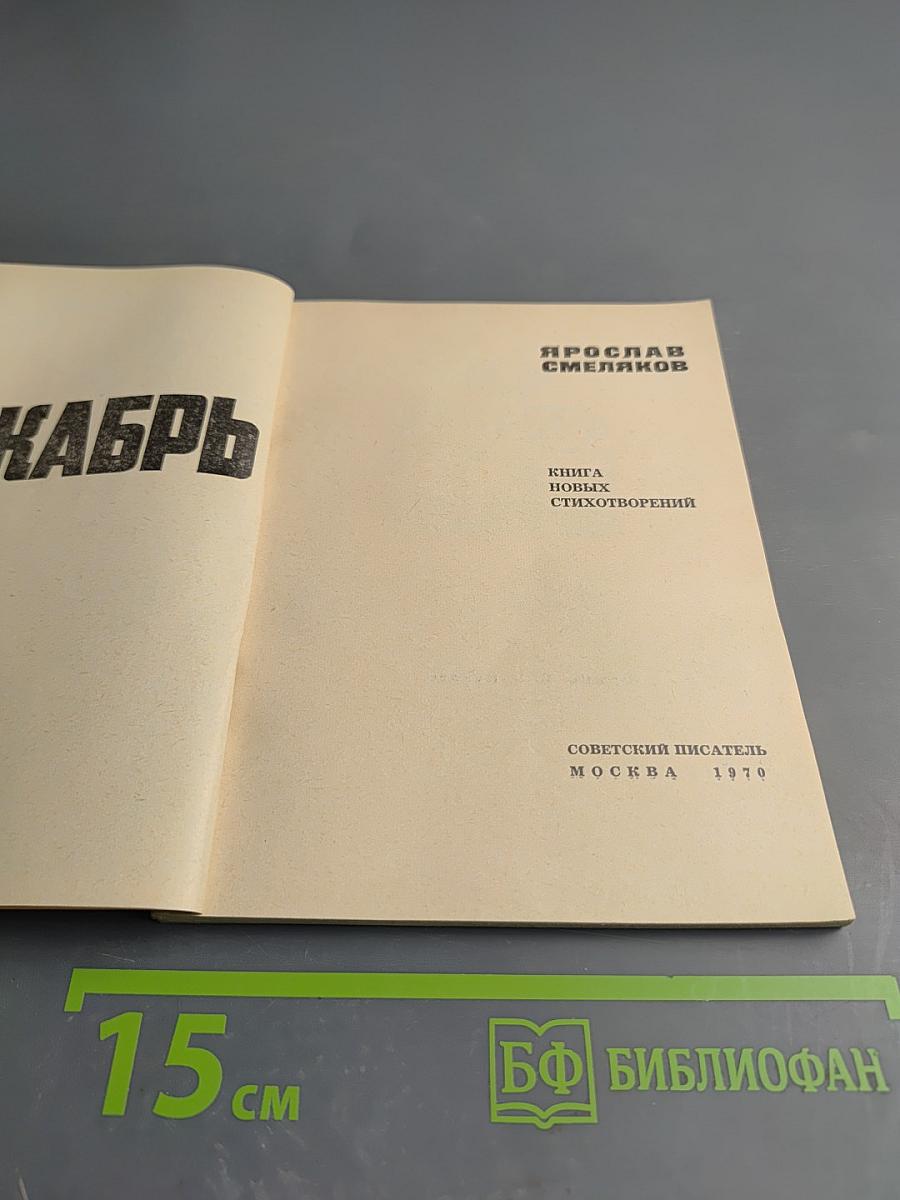 КАБРЬ
ЯРОСЛАВ
СМЕЛЯКОВ
КНИГА
НОВЫХ
СТИХОТВОРЕНИЙ
СОВЕТСКИЙ ПИСАТЕЛЬ
МОСКВА 1970
15 см
БФ БИБЛИОФАН